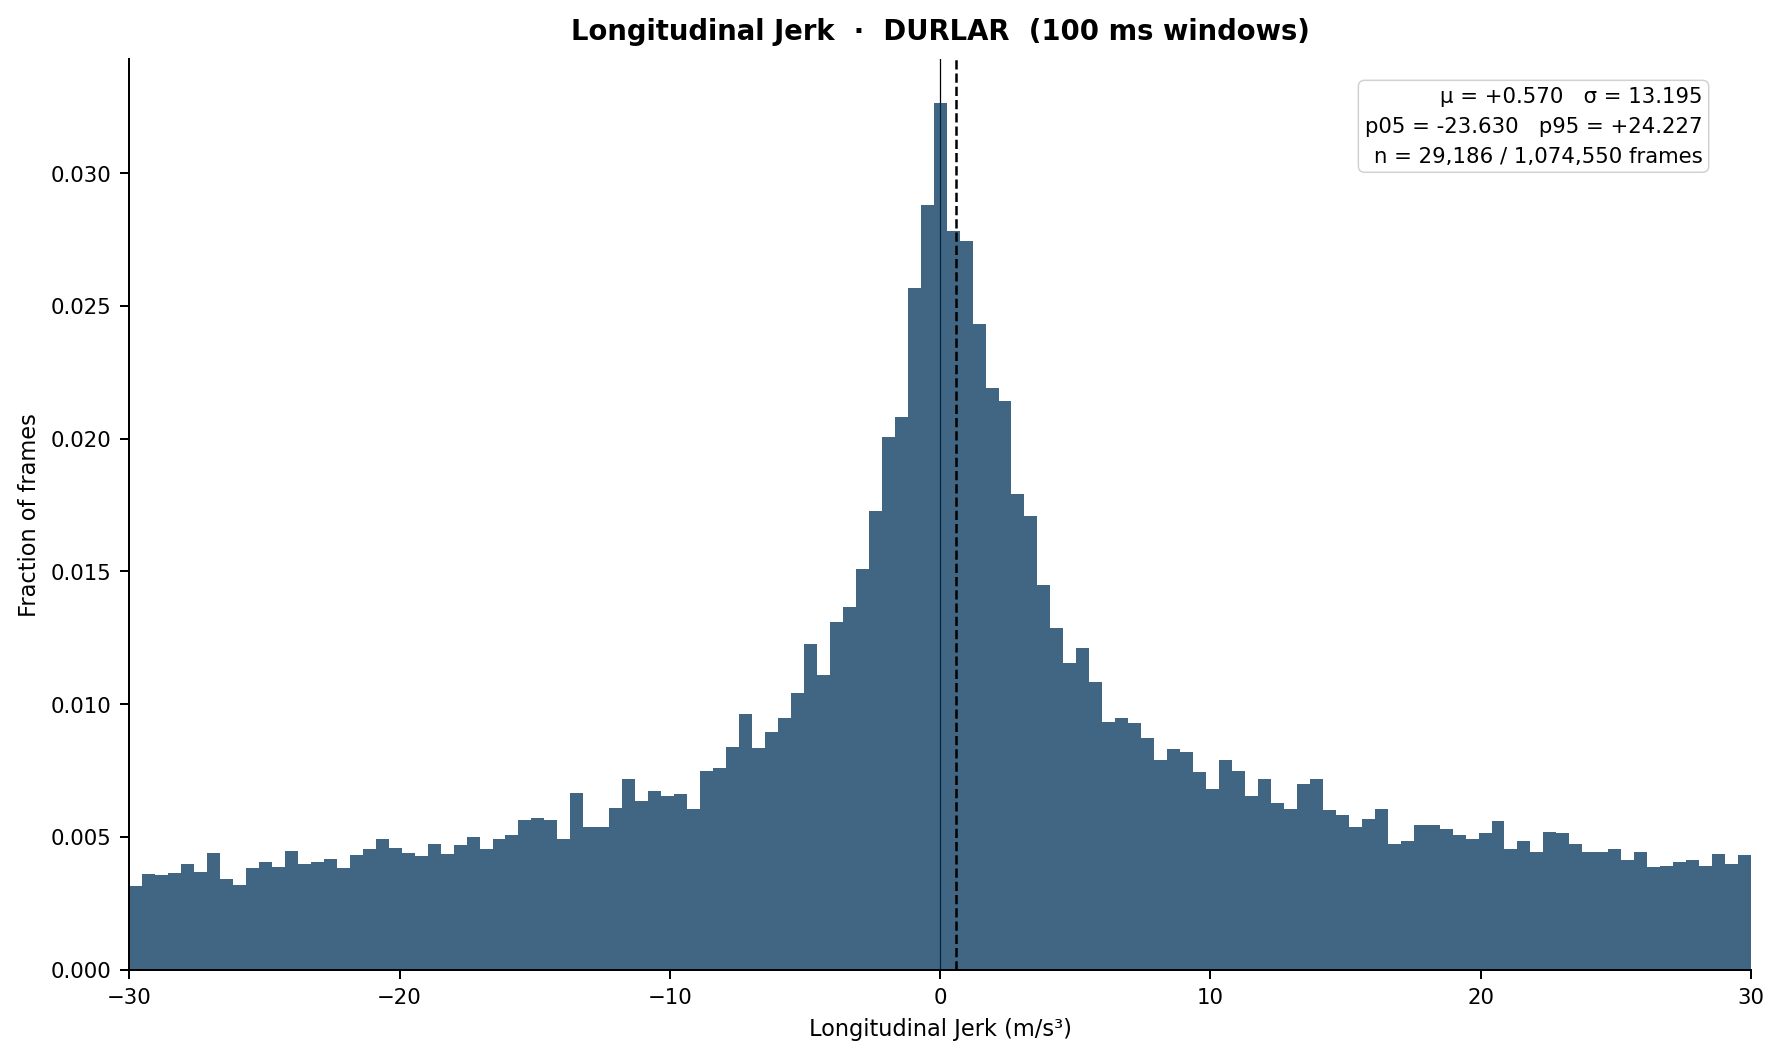 Longitudinal Jerk · DURLAR (100 ms windows)
μ = +0.570 σ = 13.195
p05 = -23.630 p95 = +24.227
n = 29,186 / 1,074,550 frames
Fraction of frames
0.030
0.025
0.020
0.015
0.010
0.005
0.000
−30 −20 −10 0 10 20 30
Longitudinal Jerk (m/s³)